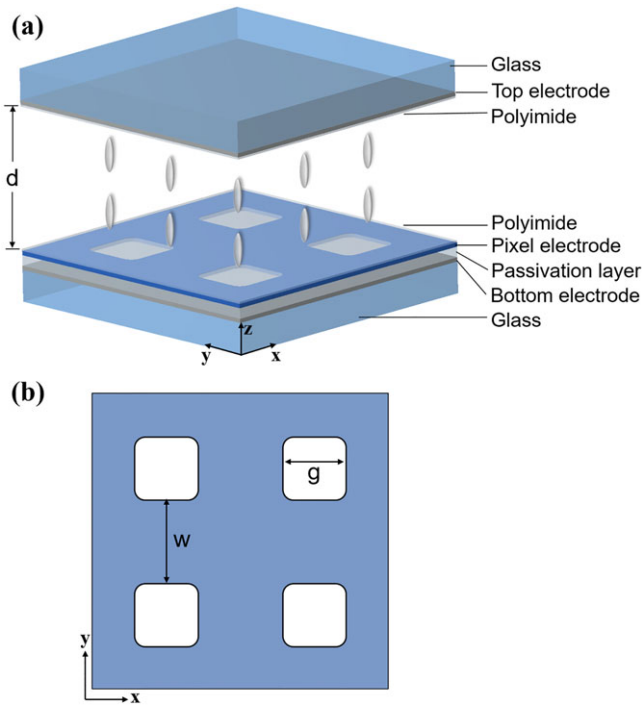 (a)
Glass
Top electrode
Polyimide
d
Polyimide
Pixel electrode
Passivation layer
Bottom electrode
Glass
z
y
x
(b)
g
w
y
x